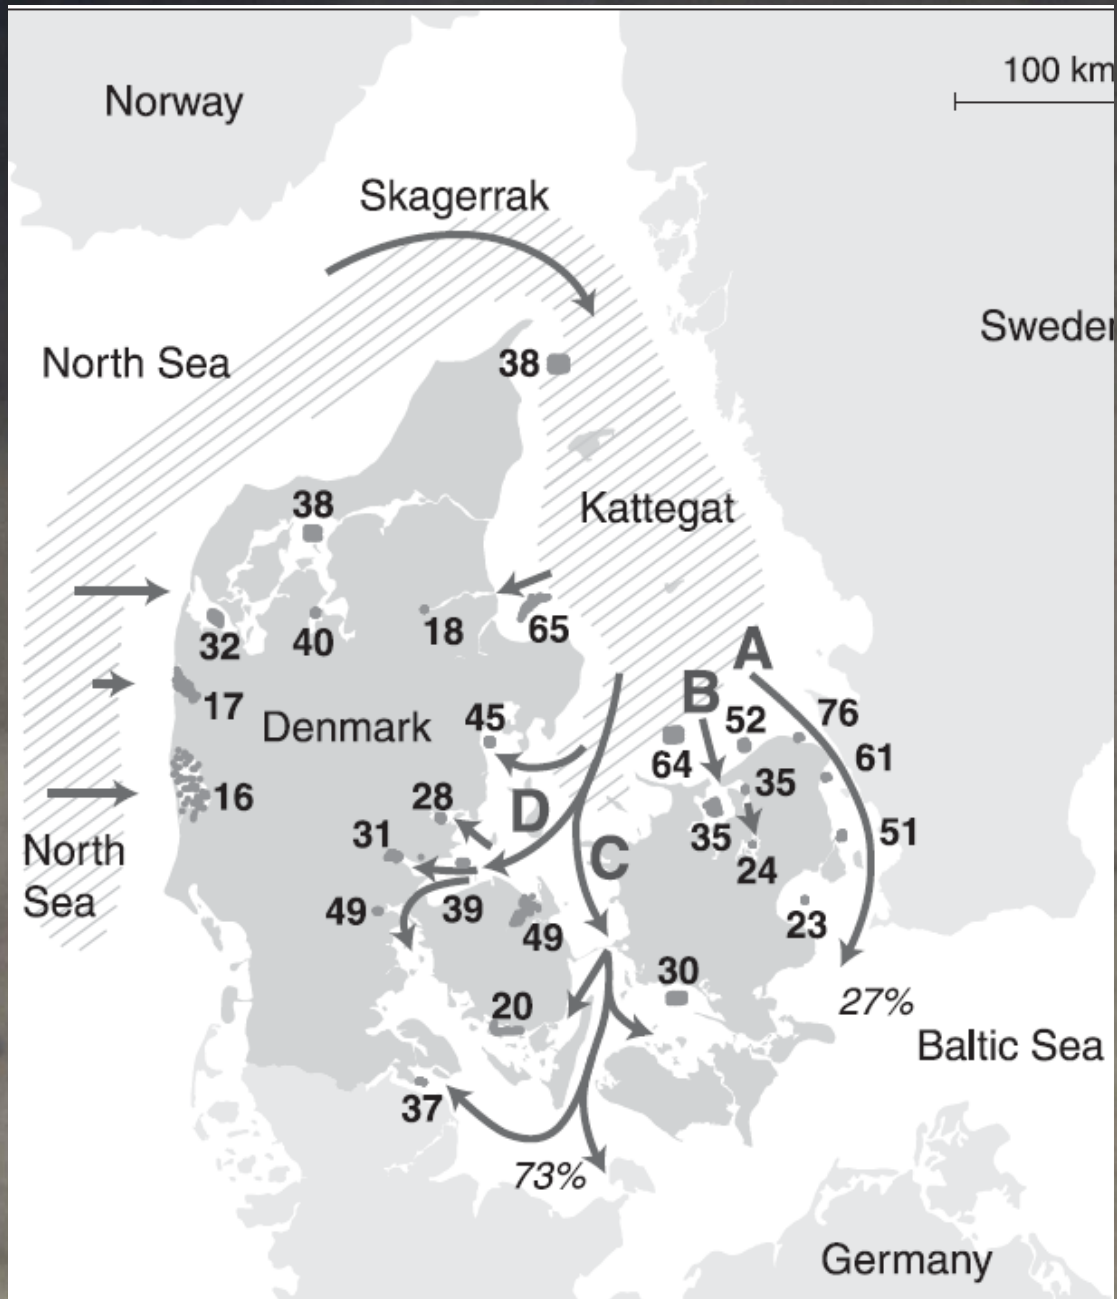 100 km
Norway
Skagerrak
Sweden
North Sea
38
Kattegat
38
32
40
18
65
17
Denmark
45
A
B
52
76
64
61
16
28
D
35
31
35
51
North
Sea
C
24
49
39
49
23
30
20
27%
Baltic Sea
37
73%
Germany